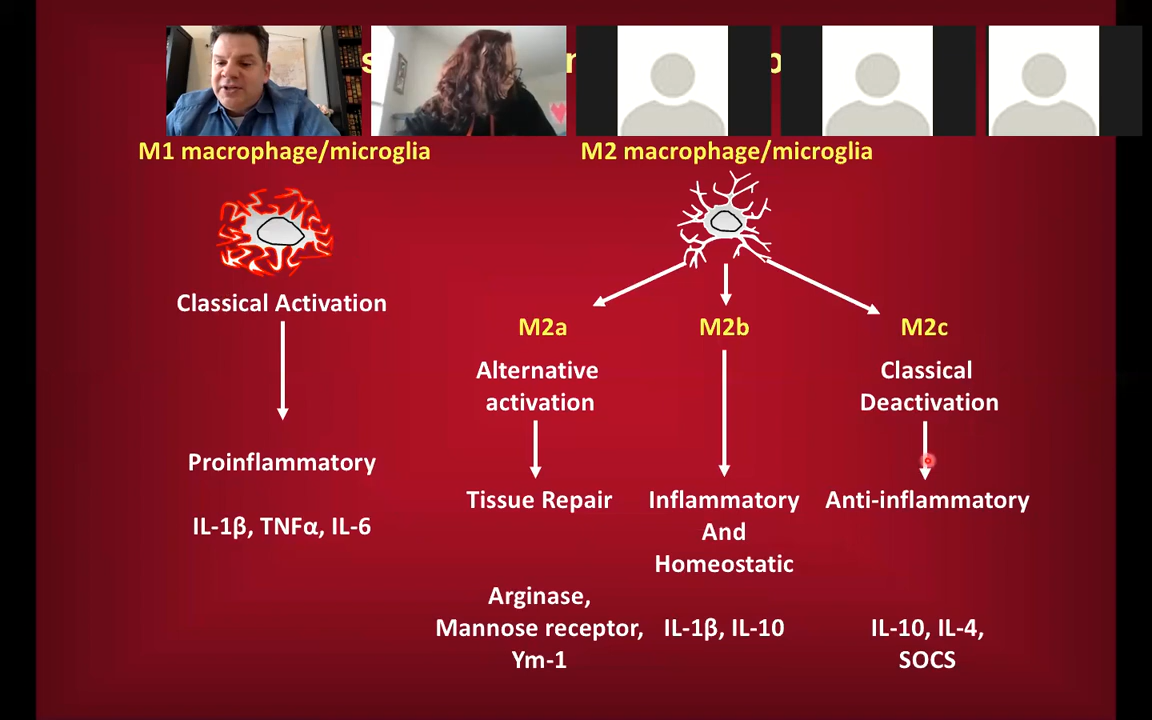 M1 macrophage/microglia
M2 macrophage/microglia
Classical Activation
Proinflammatory
IL-1β, TNFα, IL-6
M2a
Alternative
activation
Tissue Repair
Arginase,
Mannose receptor,
Ym-1
M2b
Inflammatory
And
Homeostatic
IL-1β, IL-10
M2c
Classical
Deactivation
Anti-inflammatory
IL-10, IL-4,
SOCS